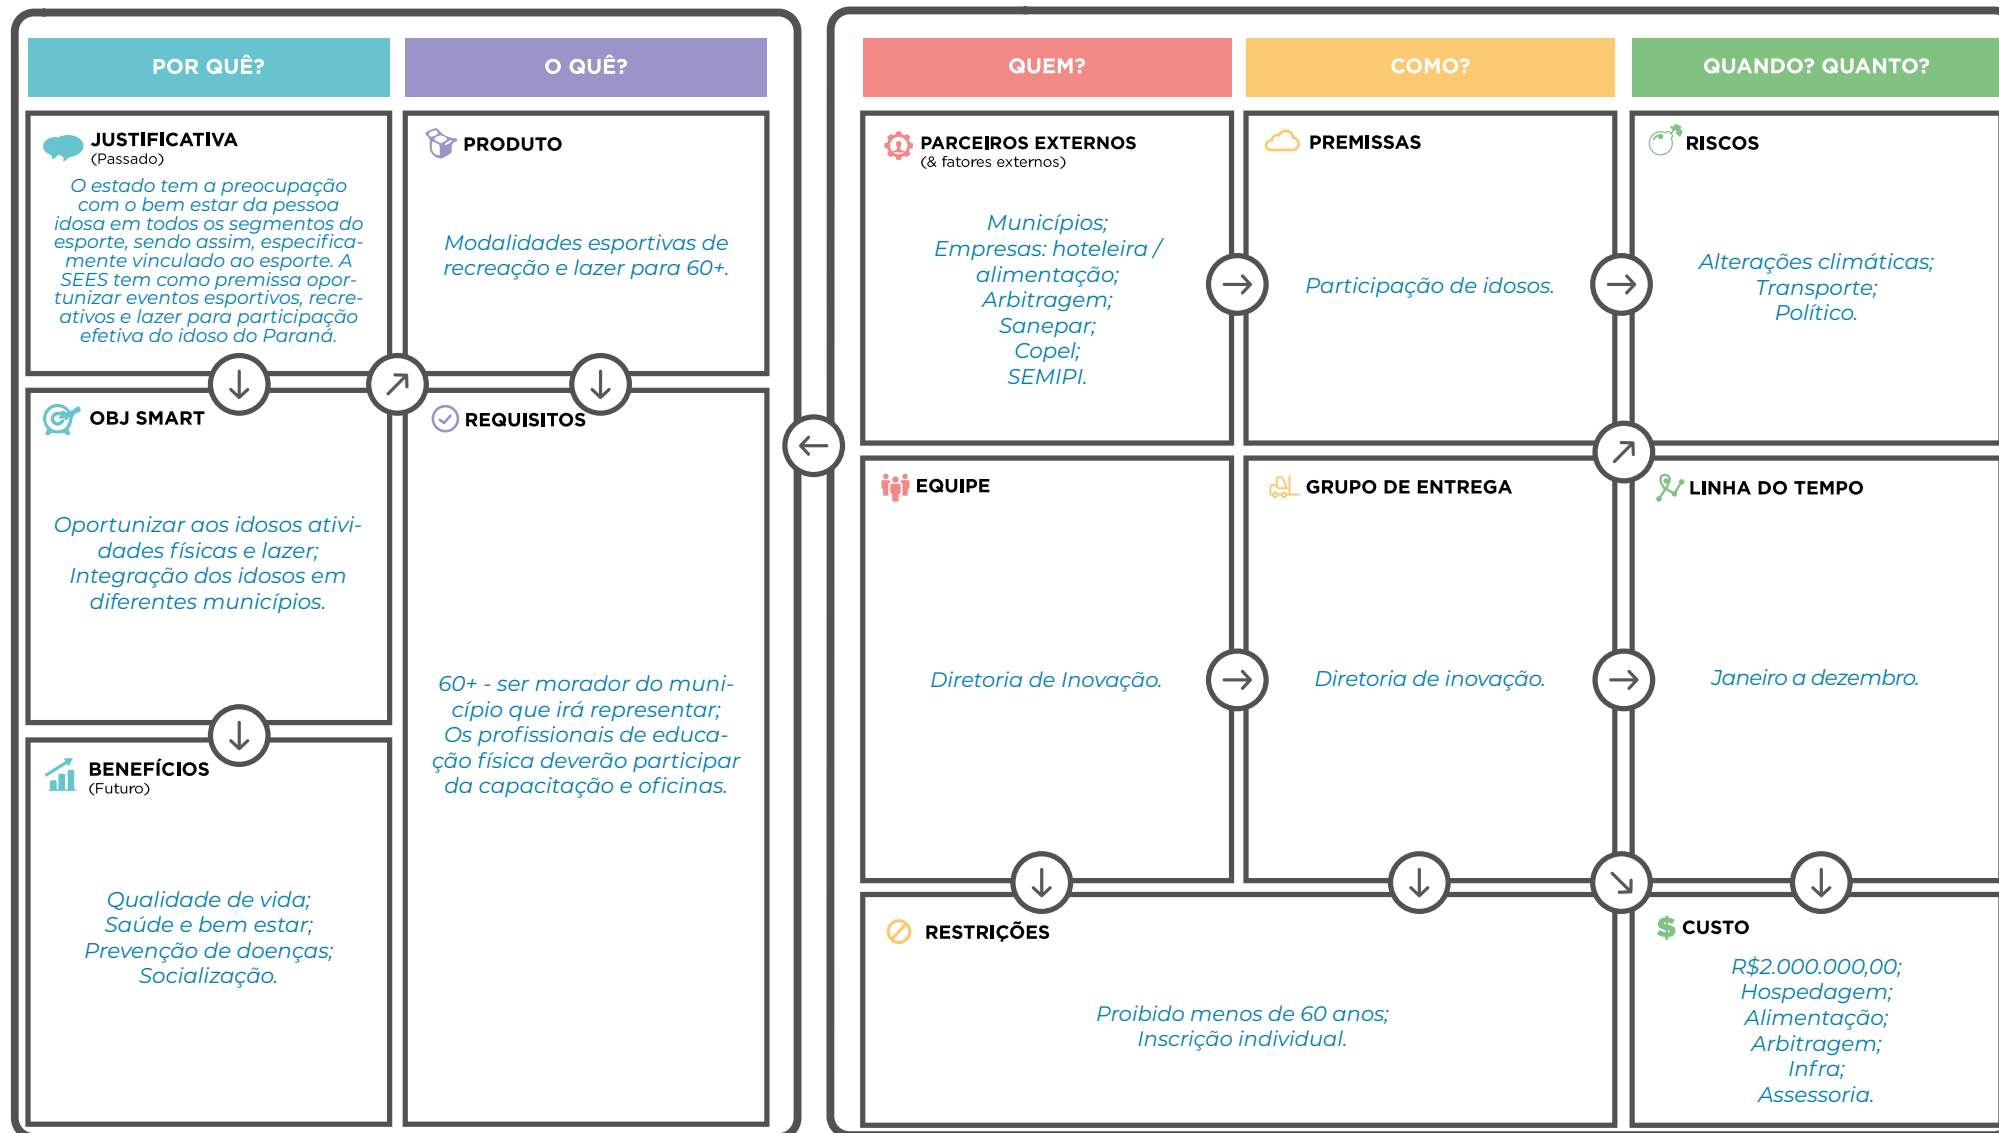 POR QUÊ?
JUSTIFICATIVA
(Passado)
O estado tem a preocupação
com o bem estar da pessoa
idosa em todos os segmentos do
esporte, sendo assim, especifica-
mente vinculado ao esporte. A
SEES tem como premissa opor-
tunizar eventos esportivos, recre-
ativos e lazer para participação
efetiva do idoso do Paraná.
OBJ SMART
Oportunizar aos idosos ativi-
dades físicas e lazer;
Integração dos idosos em
diferentes municípios.
BENEFÍCIOS
(Futuro)
Qualidade de vida;
Saúde e bem estar;
Prevenção de doenças;
Socialização.
O QUÊ?
PRODUTO
Modalidades esportivas de
recreação e lazer para 60+.
REQUISITOS
60+ - ser morador do muni-
cípio que irá representar;
Os profissionais de educa-
ção física deverão participar
da capacitação e oficinas.
QUEM?
PARCEIROS EXTERNOS
(& fatores externos)
Municípios;
Empresas: hoteleira /
alimentação;
Arbitragem;
Sanepar;
Copel;
SEMIPI.
EQUIPE
Diretoria de Inovação.
COMO?
PREMISSAS
Participação de idosos.
GRUPO DE ENTREGA
Diretoria de inovação.
RESTRIÇÕES
Proibido menos de 60 anos;
Inscrição individual.
QUANDO? QUANTO?
RISCOS
Alterações climáticas;
Transporte;
Político.
LINHA DO TEMPO
Janeiro a dezembro.
CUSTO
R$2.000.000,00;
Hospedagem;
Alimentação;
Arbitragem;
Infra;
Assessoria.